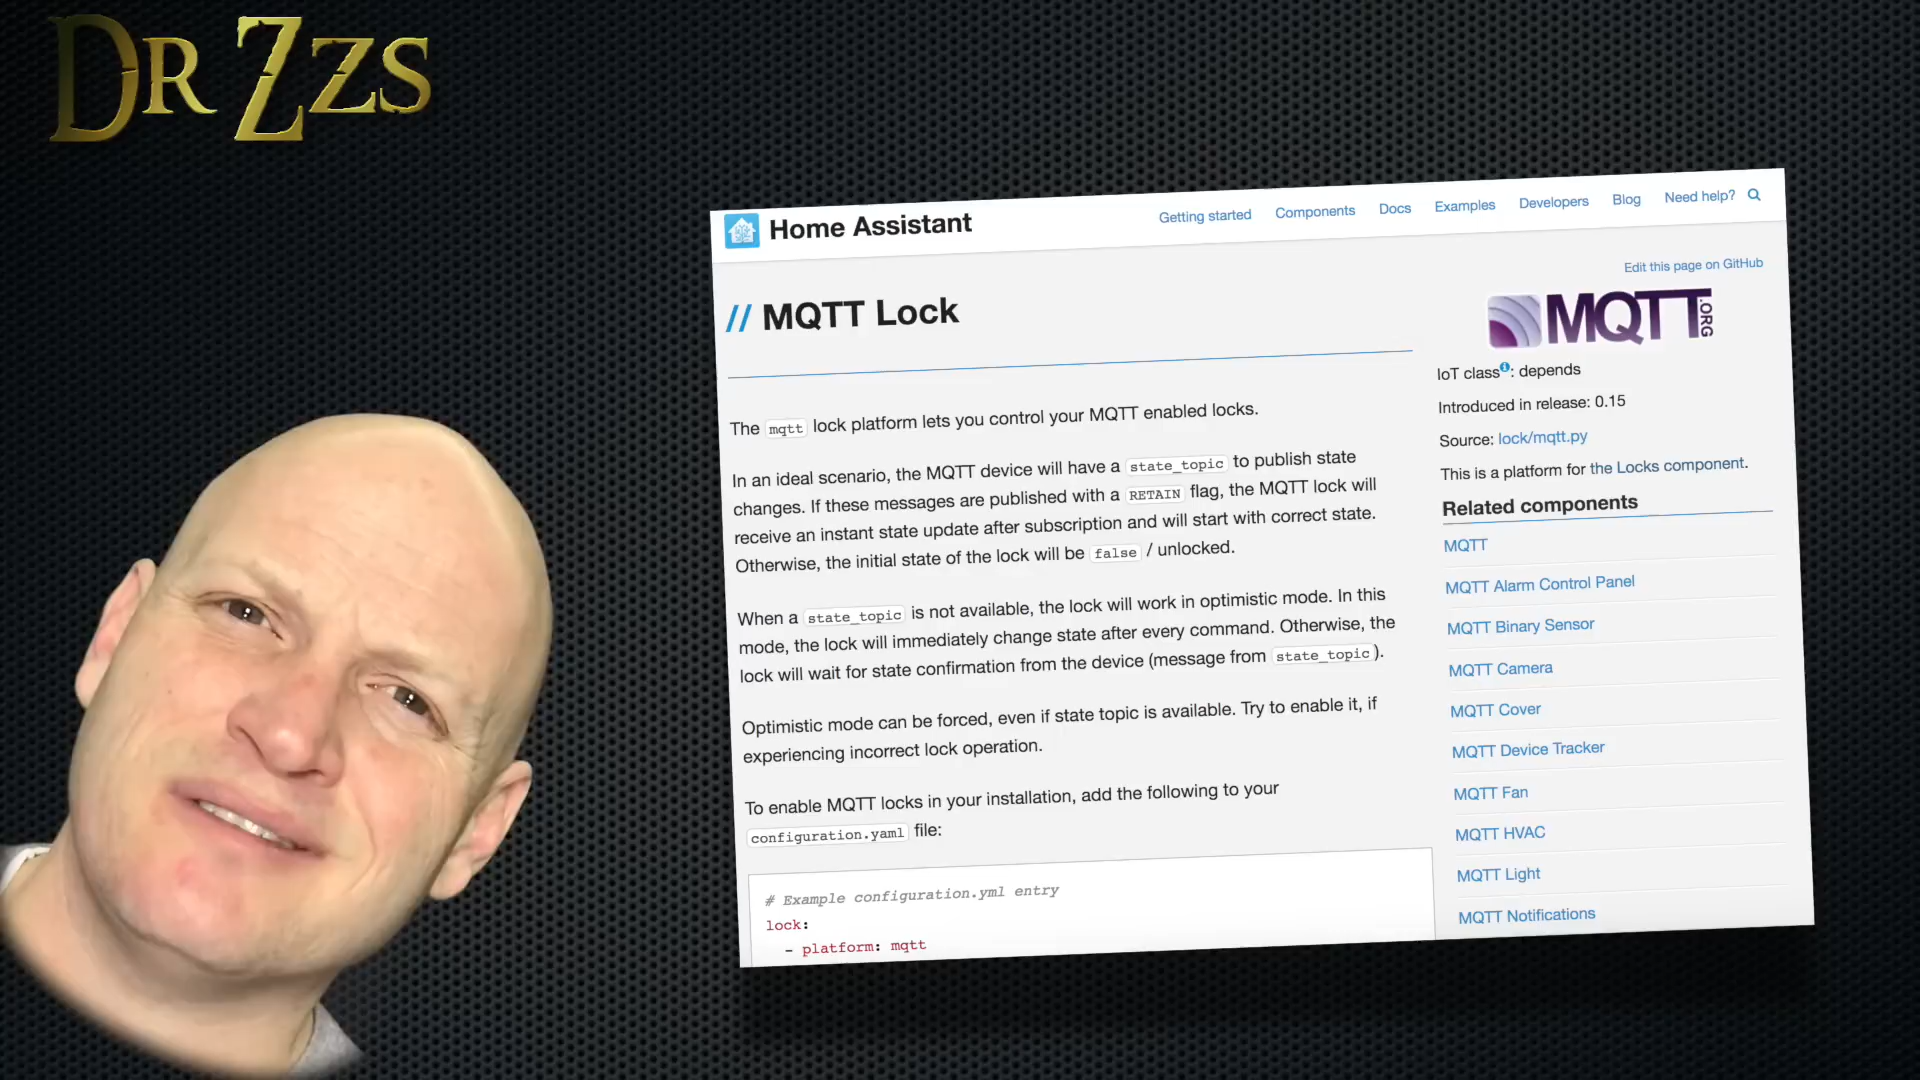 DR ZZS
Home Assistant
Getting started Components Docs Examples Developers Blog Need help?
Edit this page on GitHub
// MQTT Lock
MQTT.ORG
IoT class: depends
Introduced in release: 0.15
Source: lock/mqtt.py
This is a platform for the Locks component.
The mqtt lock platform lets you control your MQTT enabled locks.
In an ideal scenario, the MQTT device will have a state_topic to publish state
changes. If these messages are published with a RETAIN flag, the MQTT lock will
receive an instant state update after subscription and will start with correct state.
Otherwise, the initial state of the lock will be false / unlocked.
When a state_topic is not available, the lock will work in optimistic mode. In this
mode, the lock will immediately change state after every command. Otherwise, the
lock will wait for state confirmation from the device (message from state_topic ).
Optimistic mode can be forced, even if state topic is available. Try to enable it, if
experiencing incorrect lock operation.
To enable MQTT locks in your installation, add the following to your
configuration.yaml file:
# Example configuration.yml entry
lock:
- platform: mqtt
Related components
MQTT
MQTT Alarm Control Panel
MQTT Binary Sensor
MQTT Camera
MQTT Cover
MQTT Device Tracker
MQTT Fan
MQTT HVAC
MQTT Light
MQTT Notifications